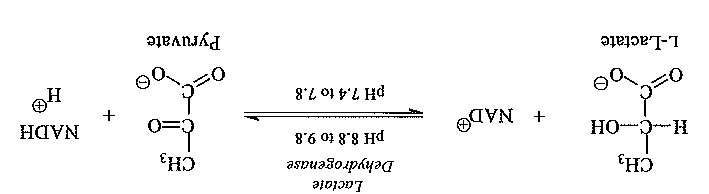 Lactate
Dehydrogenase
CH₃
H–C–OH
C
O O⊖
L-Lactate
+
NAD⊕
pH 8.8 to 9.8
pH 7.4 to 7.8
CH₃
C=O
C
O O⊖
Pyruvate
+
NADH
H⊕